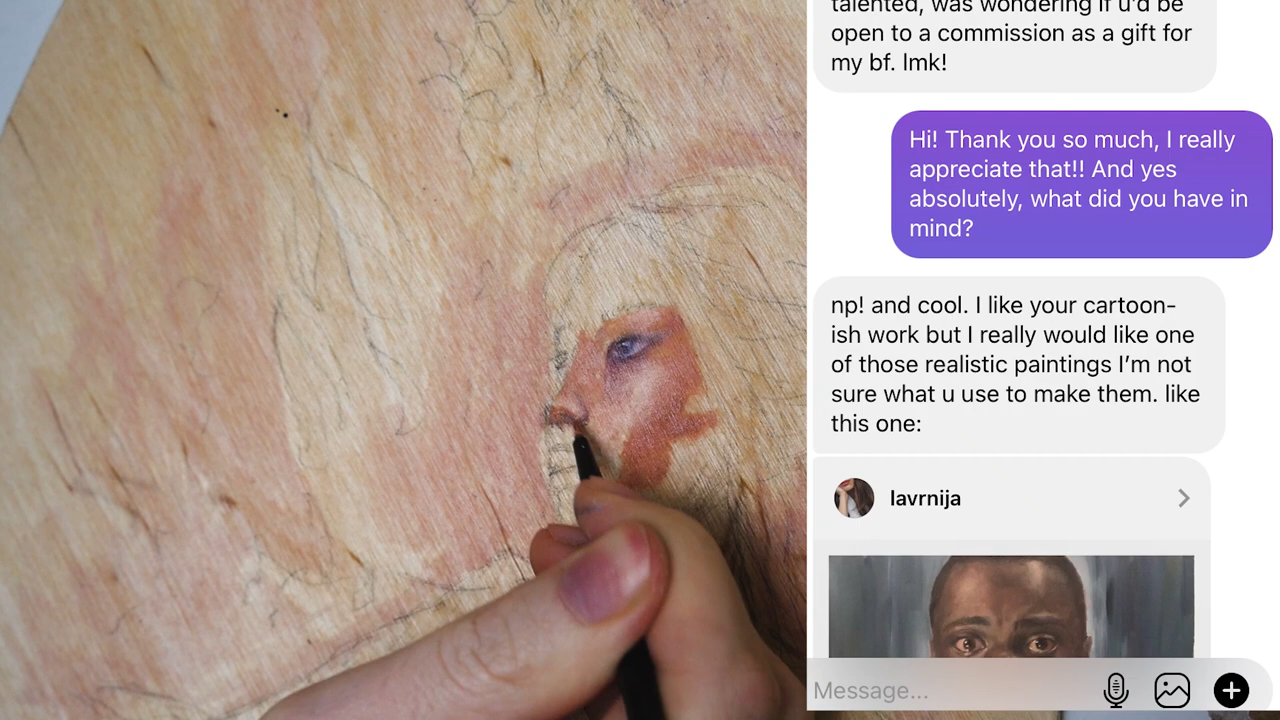 talented, was wondering if u'd be
open to a commission as a gift for
my bf. lmk!
Hi! Thank you so much, I really
appreciate that!! And yes
absolutely, what did you have in
mind?
np! and cool. I like your cartoon-
ish work but I really would like one
of those realistic paintings I’m not
sure what u use to make them. like
this one:
lavrnija
Message...